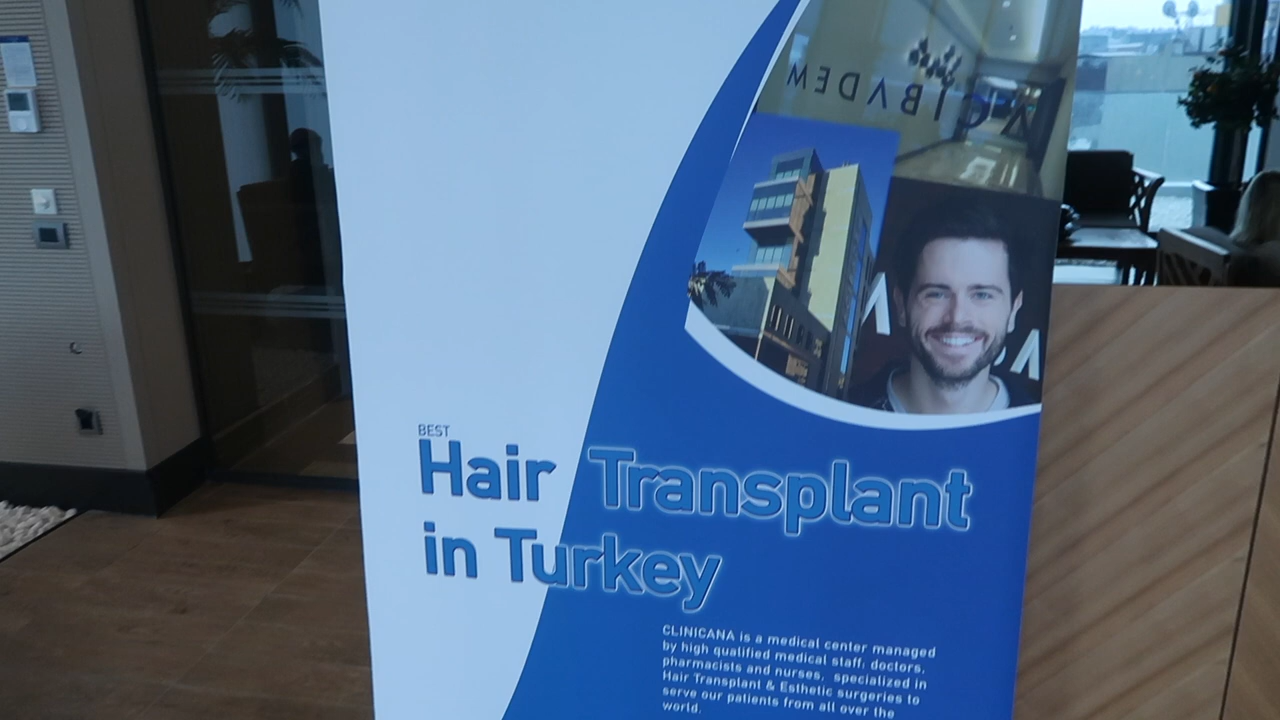 ACIBADEM
BEST
Hair Transplant
in Turkey
CLINICANA is a medical center managed
by high qualified medical staff; doctors,
pharmacists and nurses, specialized in
Hair Transplant & Esthetic surgeries to
serve our patients from all over the
world.